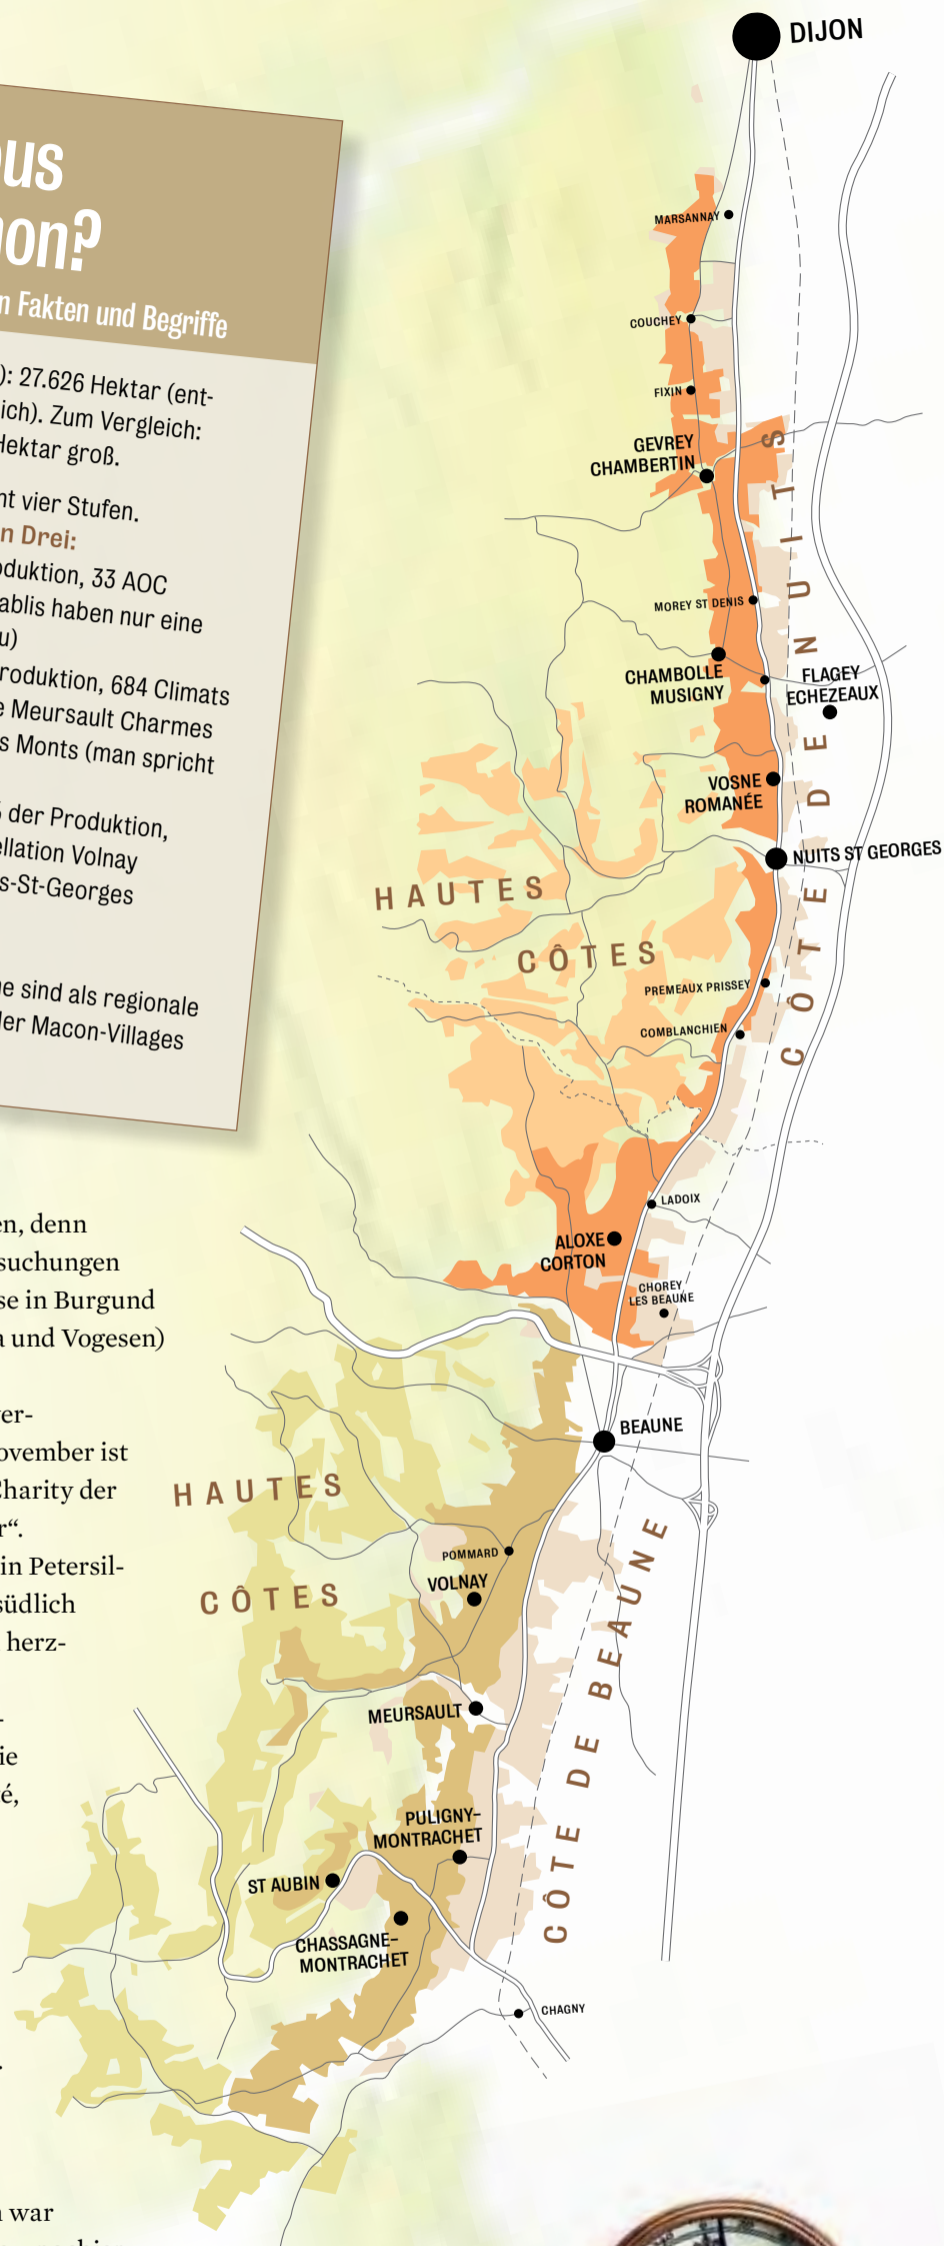 ous
non?
n Fakten und Begriffe
): 27.626 Hektar (ent-
ich). Zum Vergleich:
Hektar groß.
nt vier Stufen.
n Drei:
oduktion, 33 AOC
ablis haben nur eine
u)
roduktion, 684 Climats
e Meursault Charmes
s Monts (man spricht
der Produktion,
ellation Volnay
s-St-Georges
ne sind als regionale
der Macon-Villages
en, denn
suchungen
se in Burgund
a und Vogesen)
ver-
ovember ist
Charity der
r“.
in Petersil-
südlich
herz-
-
ie
é,
.
n war
DIJON
MARSANNAY
COUCHEY
FIXIN
GEVREY
CHAMBERTIN
MOREY ST DENIS
CHAMBOLLE
MUSIGNY
FLAGEY
ECHEZEAUX
VOSNE
ROMANÉE
NUITS ST GEORGES
CÔTE DE NUITS
HAUTES
CÔTES
PREMEAUX PRISSEY
COMBLANCHIEN
LADOIX
ALOXE
CORTON
CHOREY
LES BEAUNE
BEAUNE
HAUTES
CÔTES
POMMARD
VOLNAY
MEURSAULT
CÔTE DE BEAUNE
PULIGNY-
MONTRACHET
ST AUBIN
CHASSAGNE-
MONTRACHET
CHAGNY